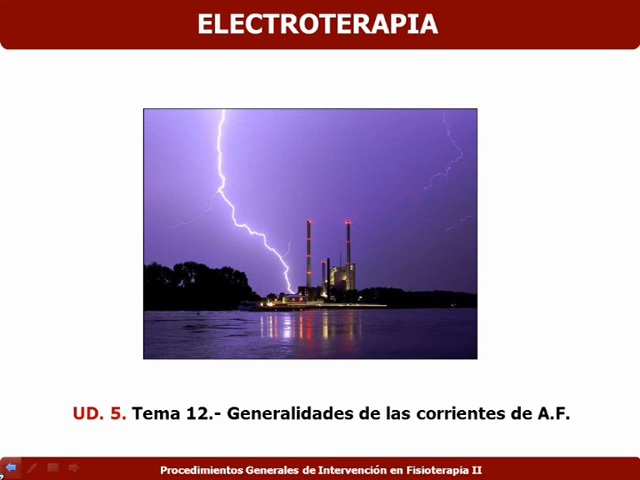 ELECTROTERAPIA
UD. 5. Tema 12.- Generalidades de las corrientes de A.F.
Procedimientos Generales de Intervención en Fisioterapia II